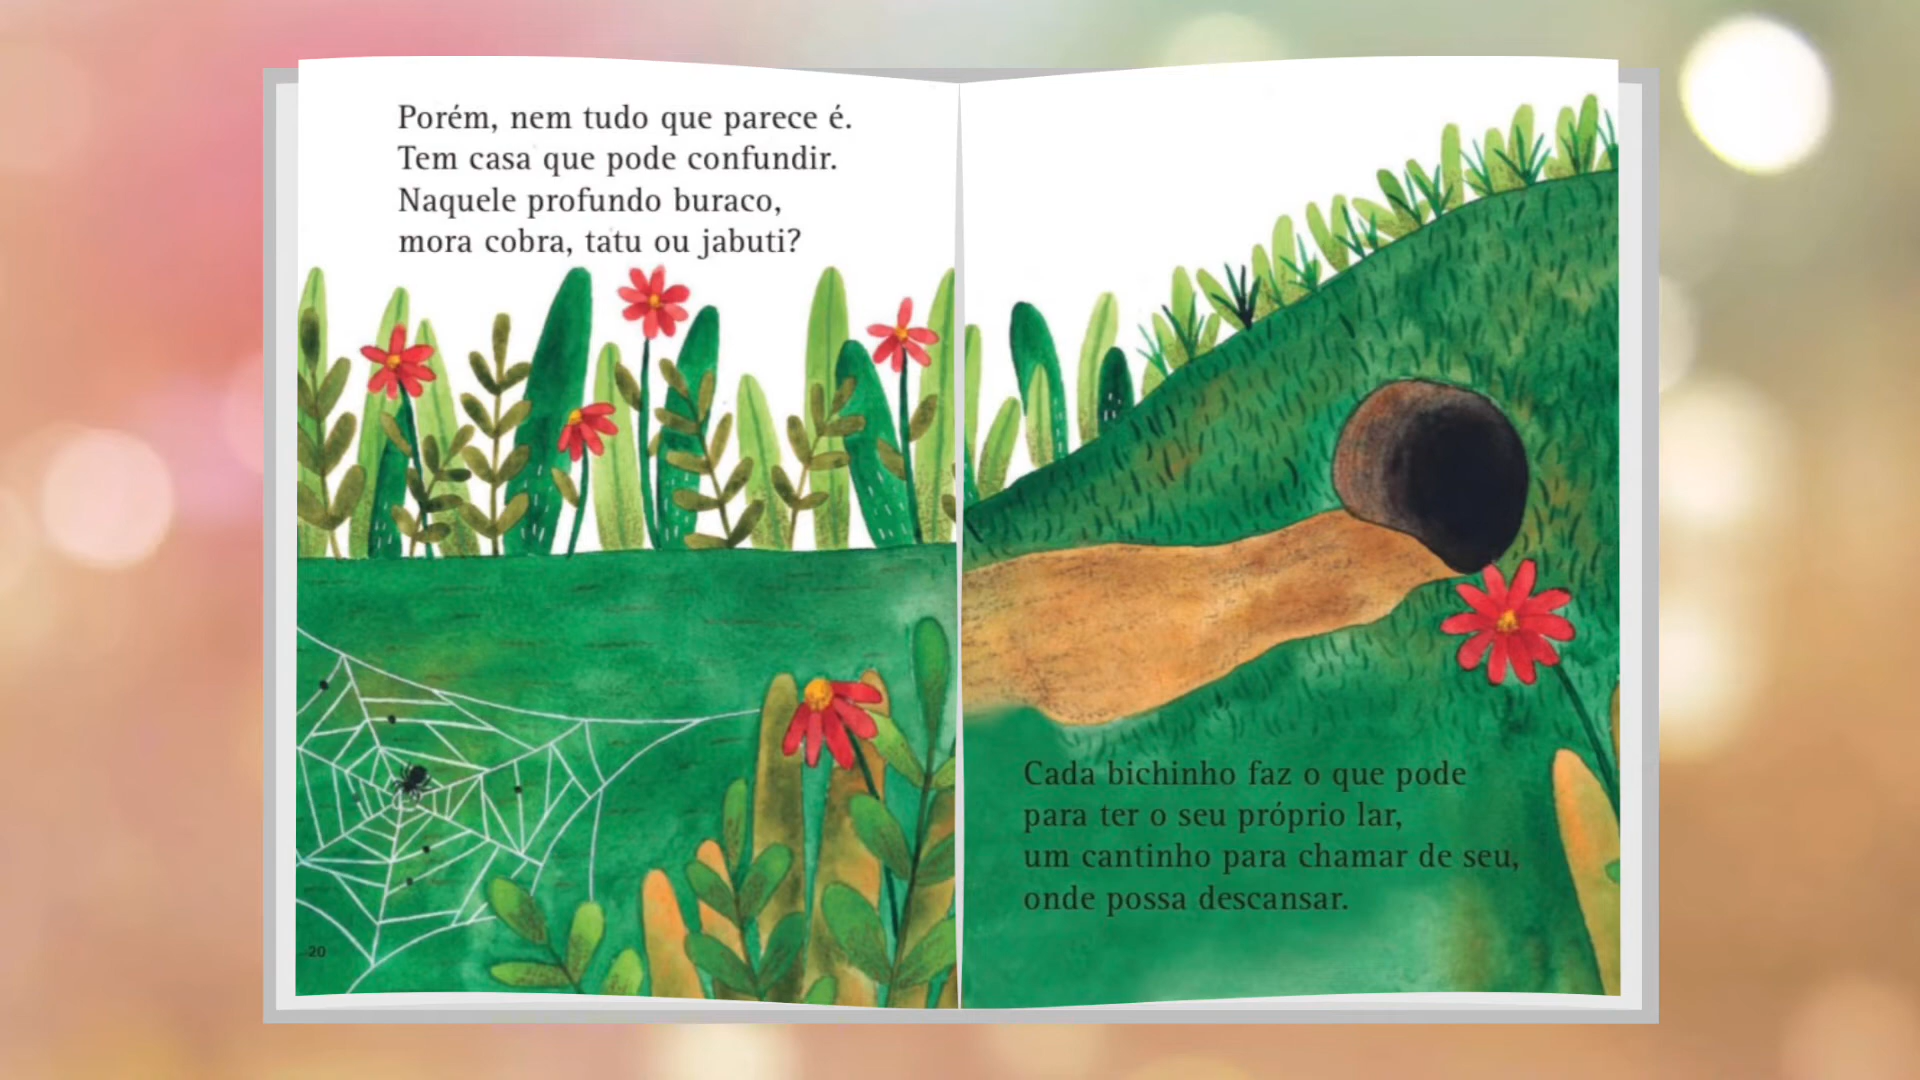 Porém, nem tudo que parece é.
Tem casa que pode confundir.
Naquele profundo buraco,
mora cobra, tatu ou jabuti?
20
Cada bichinho faz o que pode
para ter o seu próprio lar,
um cantinho para chamar de seu,
onde possa descansar.